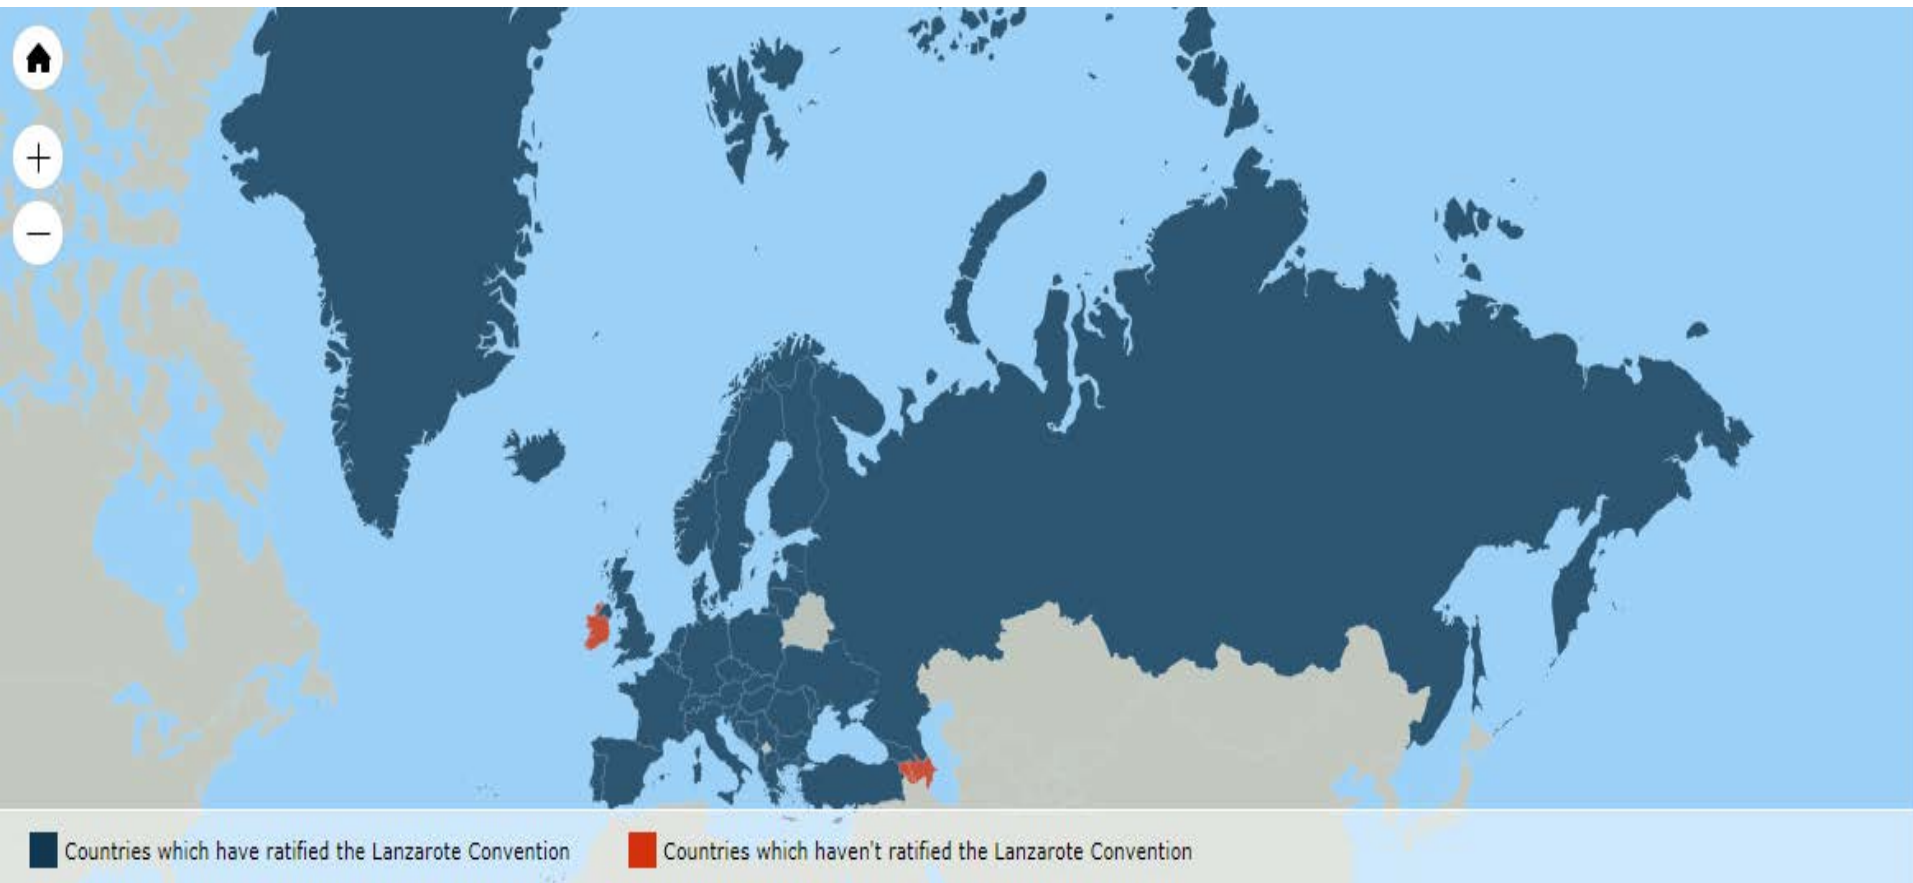 Countries which have ratified the Lanzarote Convention
Countries which haven't ratified the Lanzarote Convention